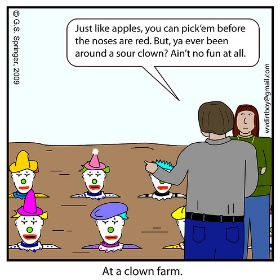 Just like apples, you can pick'em before
the noses are red. But, ya ever been
around a sour clown? Ain't no fun at all.
© G.S. Springer, 2009
At a clown farm.